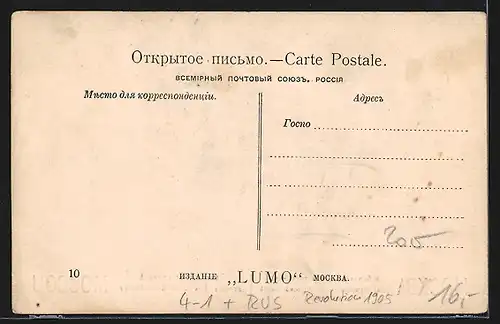 Открытое письмо.—Carte Postale.
ВСЕМІРНЫЙ ПОЧТОВЫЙ СОЮЗЪ. РОССІЯ
Мѣсто для корреспонденціи.
Адресъ
Госпо
10
ИЗДАНІЕ „LUMO“ МОСКВА.
4-1 + RUS Revolution 1905 16,-